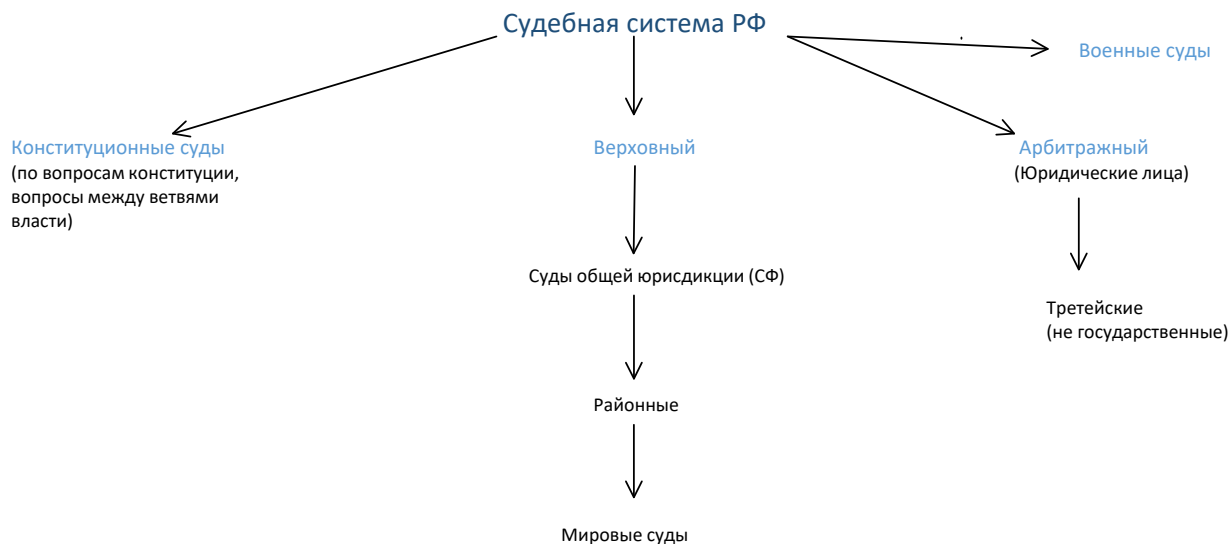 Судебная система РФ
Военные суды
Конституционные суды
(по вопросам конституции,
вопросы между ветвями
власти)
Верховный
Арбитражный
(Юридические лица)
Суды общей юрисдикции (СФ)
Третейские
(не государственные)
Районные
Мировые суды